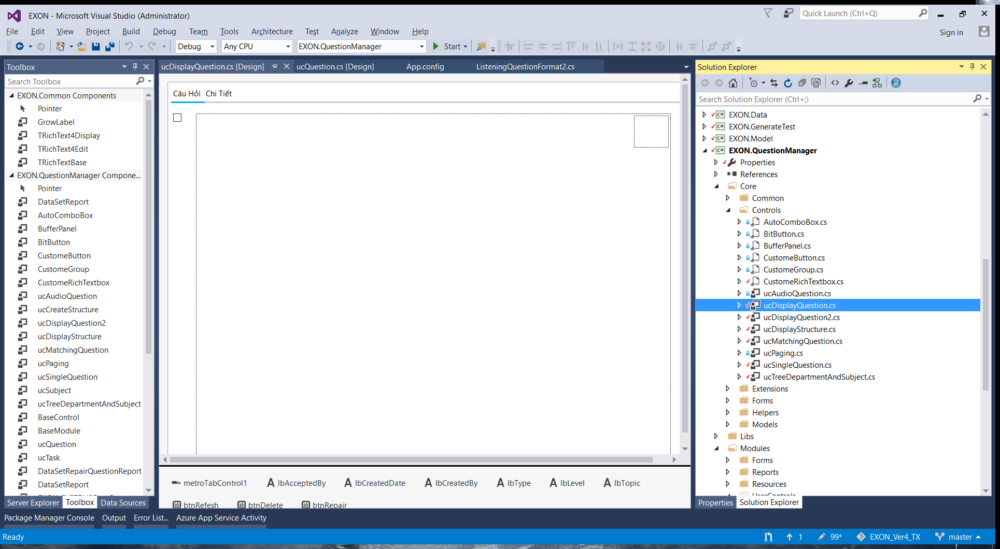 EXON - Microsoft Visual Studio (Administrator)
Quick Launch (Ctrl+Q)
File Edit View Project Build Debug Team Tools Architecture Test Analyze Window Help
Sign in
Debug Any CPU EXON.QuestionManager Start
Toolbox
Search Toolbox
EXON.Common Components
Pointer
GrowLabel
TRichText4Display
TRichText4Edit
TRichTextBase
EXON.QuestionManager Compone...
Pointer
DataSetReport
AutoComboBox
BufferPanel
BitButton
CustomeButton
CustomeGroup
CustomeRichTextbox
ucAudioQuestion
ucCreateStructure
ucDisplayQuestion2
ucDisplayStructure
ucMatchingQuestion
ucPaging
ucSingleQuestion
ucSubject
ucTreeDepartmentAndSubject
BaseControl
BaseModule
ucQuestion
ucTask
DataSetRepairQuestionReport
DataSetReport
Server Explorer Toolbox Data Sources
ucDisplayQuestion.cs [Design] ucQuestion.cs [Design] App.config ListeningQuestionFormat2.cs
Câu Hỏi Chi Tiết
metroTabControl1 lbAcceptedBy lbCreatedDate lbCreatedBy lbType lbLevel lbTopic
btnRefesh btnDelete btnRepair
Solution Explorer
Search Solution Explorer (Ctrl+;)
EXON.Data
EXON.GenerateTest
EXON.Model
EXON.QuestionManager
Properties
References
Core
Common
Controls
AutoComboBox.cs
BitButton.cs
BufferPanel.cs
CustomeButton.cs
CustomeGroup.cs
CustomeRichTextbox.cs
ucAudioQuestion.cs
ucDisplayQuestion.cs
ucDisplayQuestion2.cs
ucDisplayStructure.cs
ucMatchingQuestion.cs
ucPaging.cs
ucSingleQuestion.cs
ucTreeDepartmentAndSubject.cs
Extensions
Forms
Helpers
Models
Libs
Modules
Forms
Reports
Resources
UserControls
Properties Solution Explorer
Package Manager Console Output Error List... Azure App Service Activity
Ready
1 99* EXON_Ver4_TX master